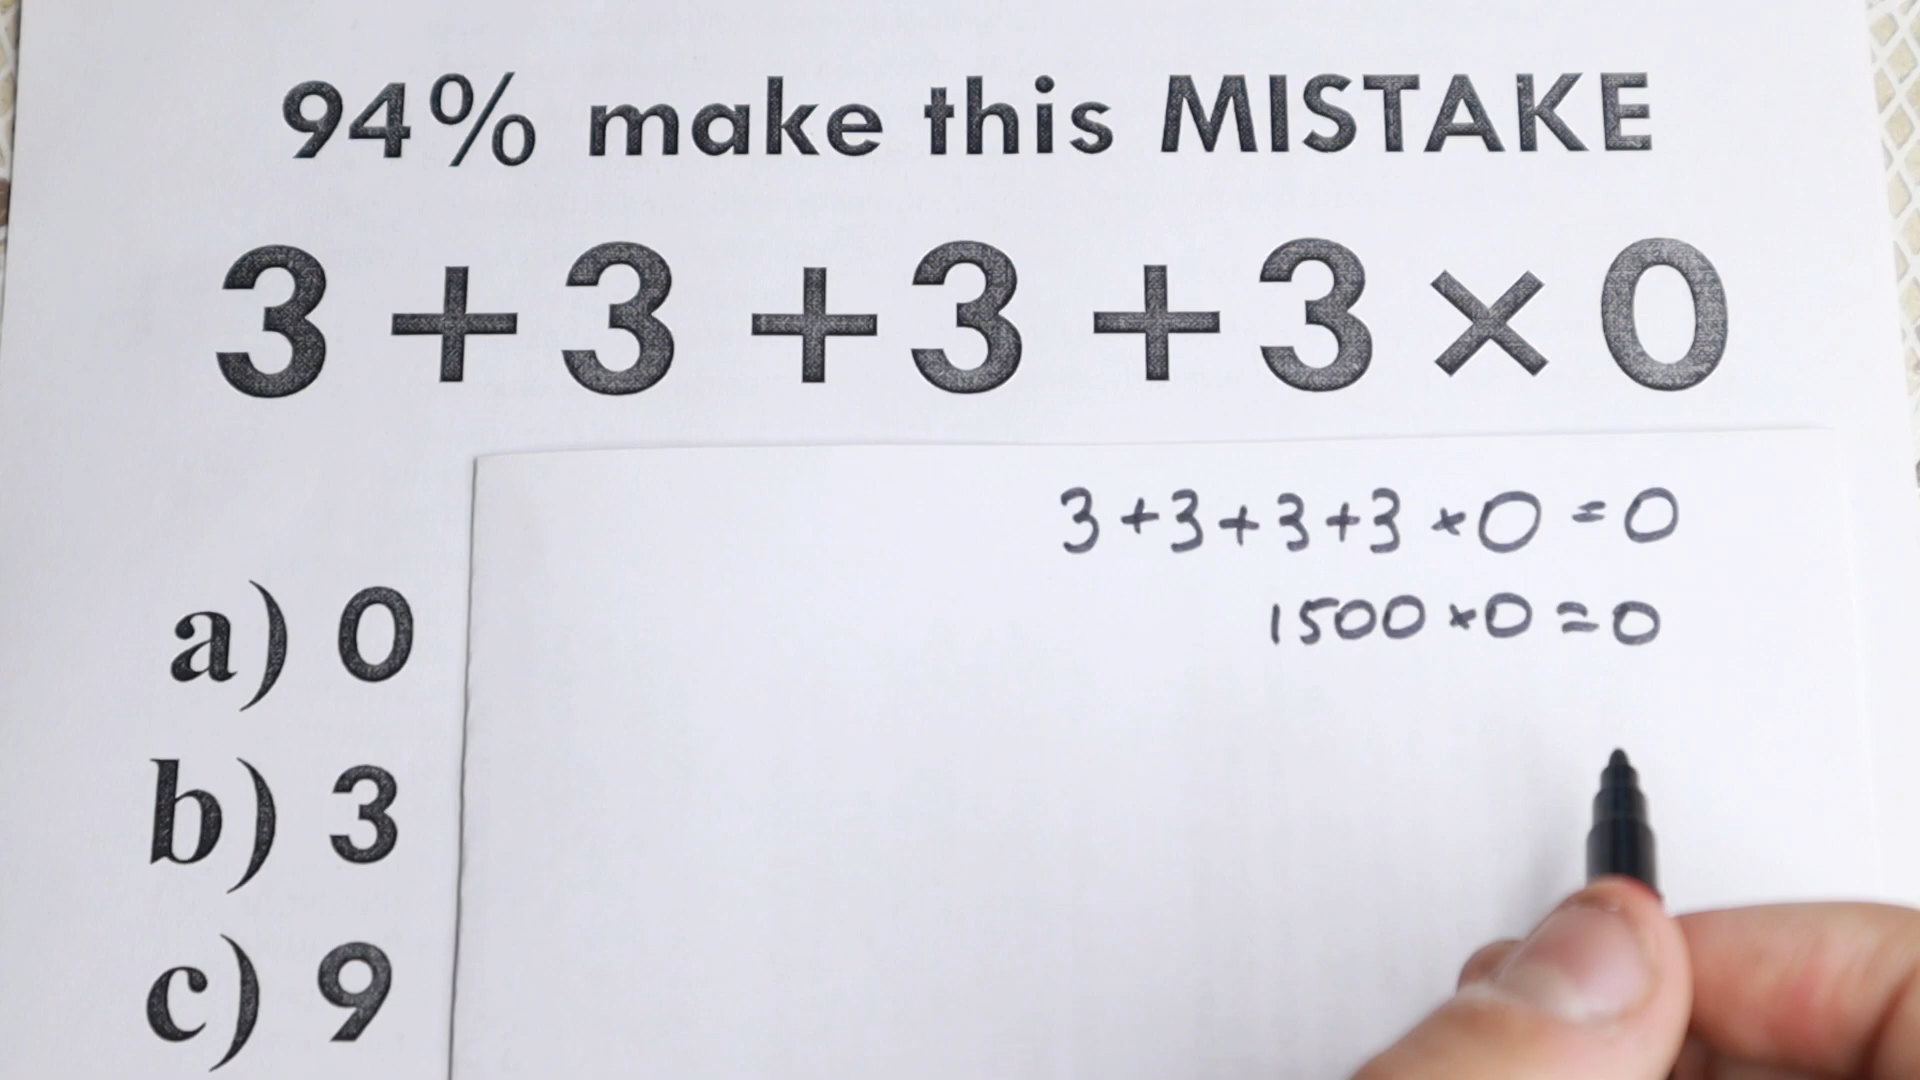 94% make this MISTAKE
3 + 3 + 3 + 3 × 0
3 + 3 + 3 + 3 × 0 = 0
1500 × 0 = 0
a) 0
b) 3
c) 9